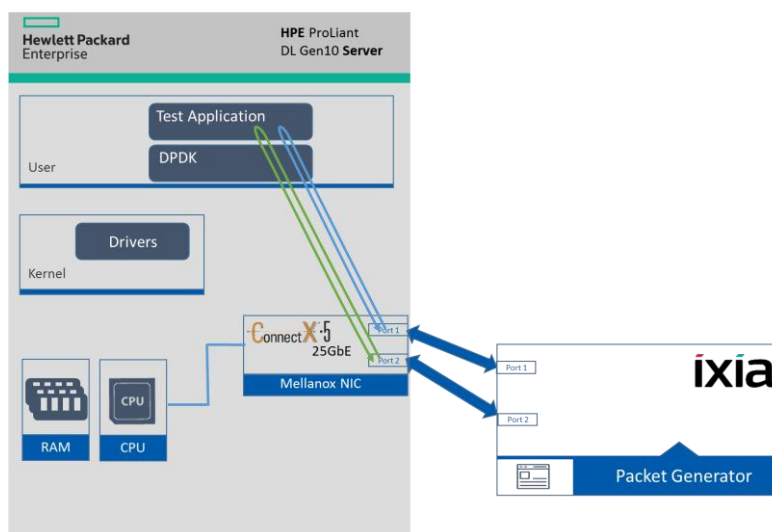 Hewlett Packard
Enterprise
HPE ProLiant
DL Gen10 Server
Test Application
DPDK
User
Drivers
Kernel
ConnectX·5
25GbE
Port 1
Port 2
Mellanox NIC
CPU
RAM
CPU
Port 1
Port 2
ixia
Packet Generator